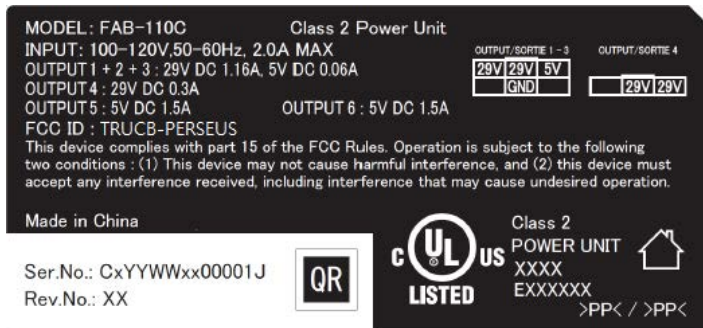 MODEL: FAB-110C Class 2 Power Unit
INPUT: 100-120V,50-60Hz, 2.0A MAX
OUTPUT 1 + 2 + 3 : 29V DC 1.16A, 5V DC 0.06A
OUTPUT 4 : 29V DC 0.3A
OUTPUT 5 : 5V DC 1.5A OUTPUT 6 : 5V DC 1.5A
OUTPUT/SORTIE 1 - 3 OUTPUT/SORTIE 4
29V 29V 5V
GND 29V 29V
FCC ID : TRUCB-PERSEUS
This device complies with part 15 of the FCC Rules. Operation is subject to the following
two conditions : (1) This device may not cause harmful interference, and (2) this device must
accept any interference received, including interference that may cause undesired operation.
Made in China
Ser.No.: CxYYWWxx00001J
Rev.No.: XX
QR
C UL US
LISTED
Class 2
POWER UNIT
XXXX
EXXXXXX
>PP< / >PP<